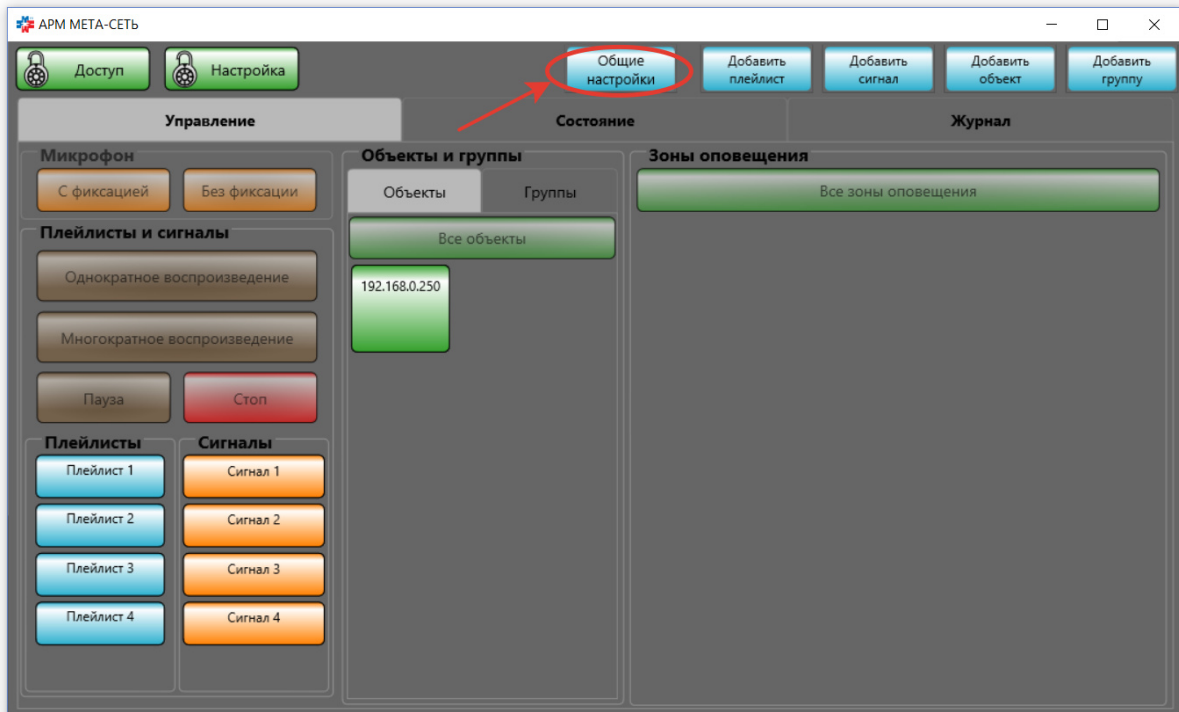 АРМ МЕТА-СЕТЬ
Доступ
Настройка
Общие
настройки
Добавить
плейлист
Добавить
сигнал
Добавить
объект
Добавить
группу
Управление
Состояние
Журнал
Микрофон
С фиксацией
Без фиксации
Плейлисты и сигналы
Однократное воспроизведение
Многократное воспроизведение
Пауза
Стоп
Плейлисты
Плейлист 1
Плейлист 2
Плейлист 3
Плейлист 4
Сигналы
Сигнал 1
Сигнал 2
Сигнал 3
Сигнал 4
Объекты и группы
Объекты
Группы
Все объекты
192.168.0.250
Зоны оповещения
Все зоны оповещения